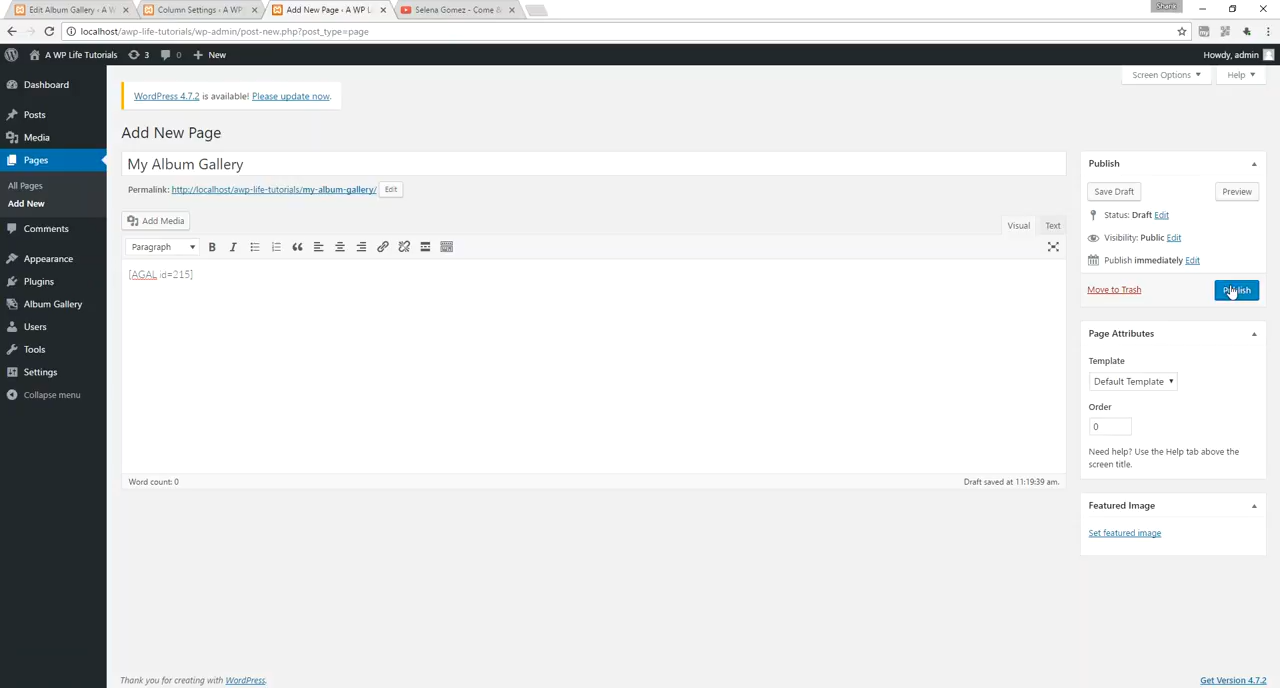 Edit Album Gallery ‹ A W
Column Settings ‹ A WP
Add New Page ‹ A WP L
Selena Gomez - Come &
Shank
localhost/awp-life-tutorials/wp-admin/post-new.php?post_type=page
A WP Life Tutorials
3
0
New
Howdy, admin
Dashboard
Posts
Media
Pages
All Pages
Add New
Comments
Appearance
Plugins
Album Gallery
Users
Tools
Settings
Collapse menu
Screen Options
Help
WordPress 4.7.2 is available! Please update now.
Add New Page
My Album Gallery
Permalink: http://localhost/awp-life-tutorials/my-album-gallery/ Edit
Add Media
Visual
Text
Paragraph
[AGAL id=215]
Word count: 0
Draft saved at 11:19:39 am.
Publish
Save Draft
Preview
Status: Draft Edit
Visibility: Public Edit
Publish immediately Edit
Move to Trash
Publish
Page Attributes
Template
Default Template
Order
0
Need help? Use the Help tab above the
screen title.
Featured Image
Set featured image
Thank you for creating with WordPress.
Get Version 4.7.2